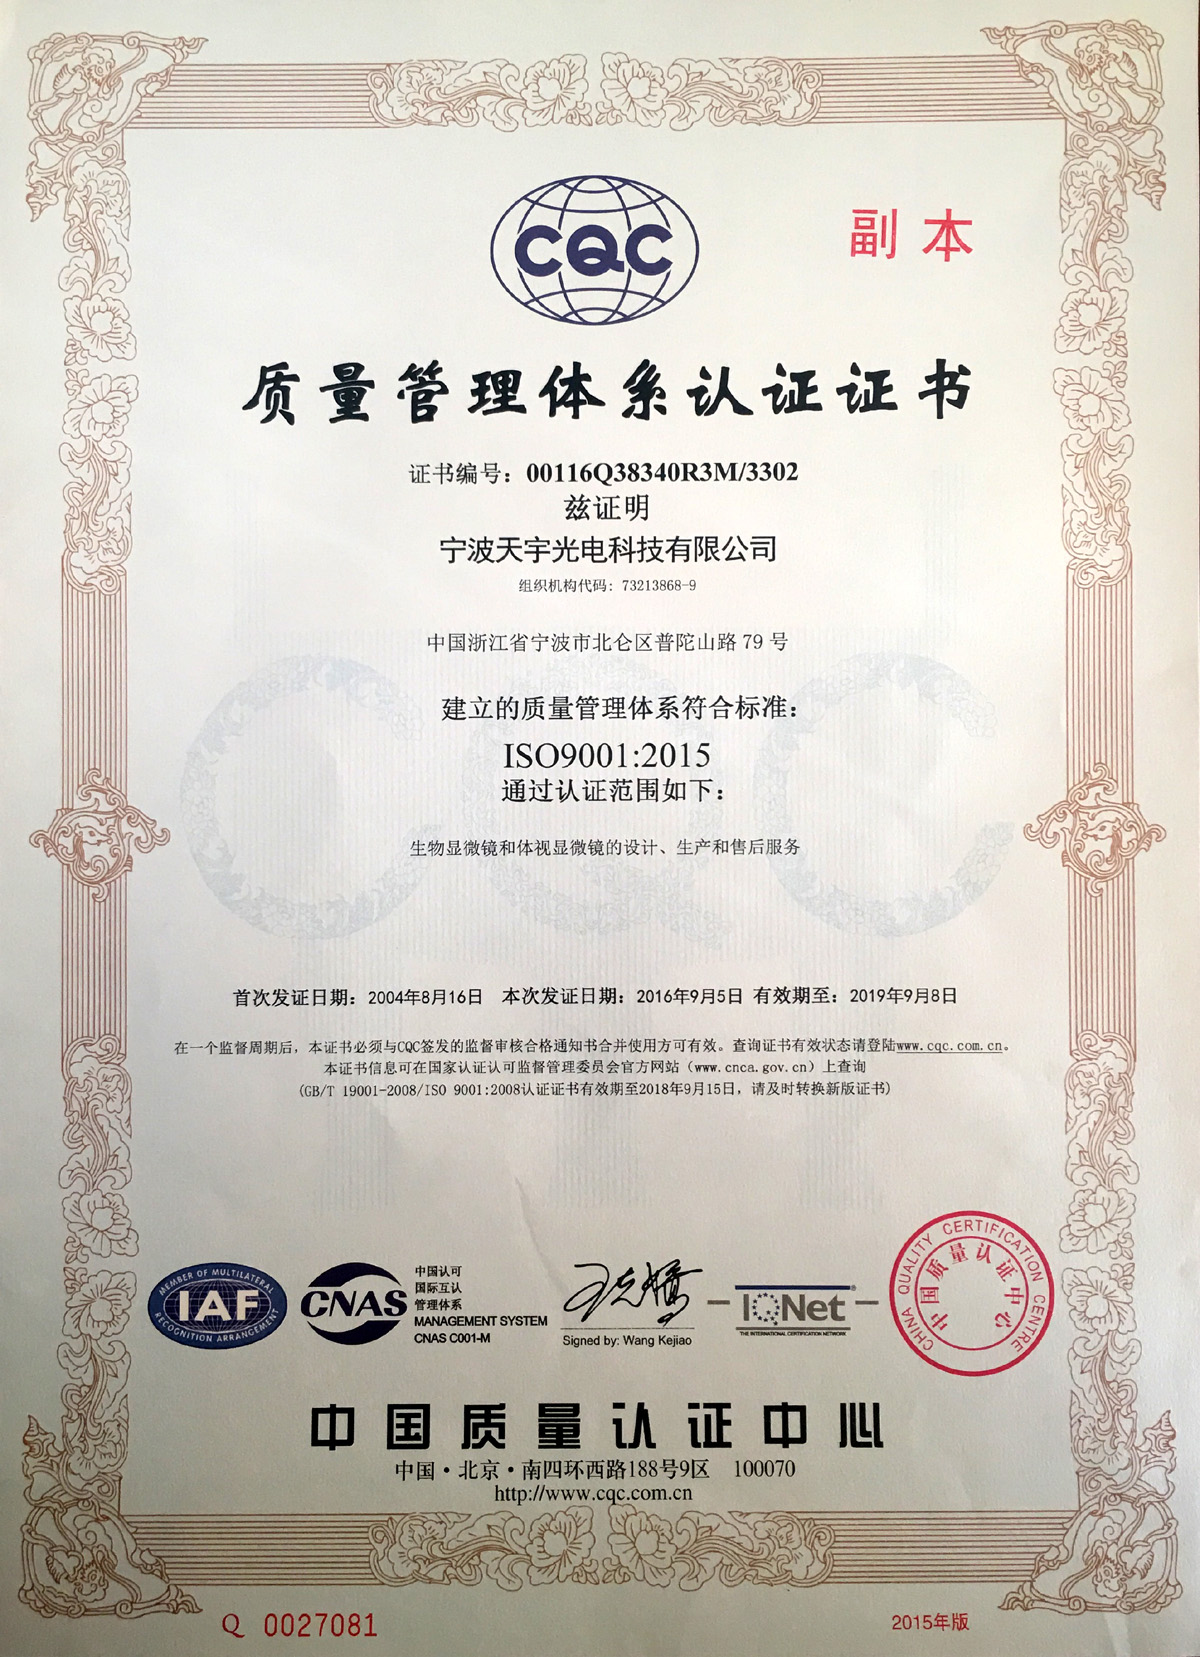 CQC
副本
质量管理体系认证证书
证书编号：00116Q38340R3M/3302
兹证明
宁波天宇光电科技有限公司
组织机构代码：73213868-9
中国浙江省宁波市北仑区普陀山路 79 号
建立的质量管理体系符合标准：
ISO9001:2015
通过认证范围如下：
生物显微镜和体视显微镜的设计、生产和售后服务
首次发证日期：2004年8月16日 本次发证日期：2016年9月5日 有效期至：2019年9月8日
在一个监督周期后，本证书必须与CQC签发的监督审核合格通知书合并使用方可有效。查询证书有效状态请登陆www.cqc.com.cn。
本证书信息可在国家认证认可监督管理委员会官方网站（www.cnca.gov.cn）上查询
(GB/T 19001-2008/ISO 9001:2008认证证书有效期至2018年9月15日，请及时转换新版证书)
MEMBER OF MULTILATERAL
IAF
RECOGNITION ARRANGEMENT
CNAS
中国认可
国际互认
管理体系
MANAGEMENT SYSTEM
CNAS C001-M
Signed by: Wang Kejiao
IQNet®
THE INTERNATIONAL CERTIFICATION NETWORK
CHINA QUALITY CERTIFICATION CENTRE
中国质量认证中心
中国质量认证中心
中国·北京·南四环西路188号9区 100070
http://www.cqc.com.cn
Q 0027081
2015年版